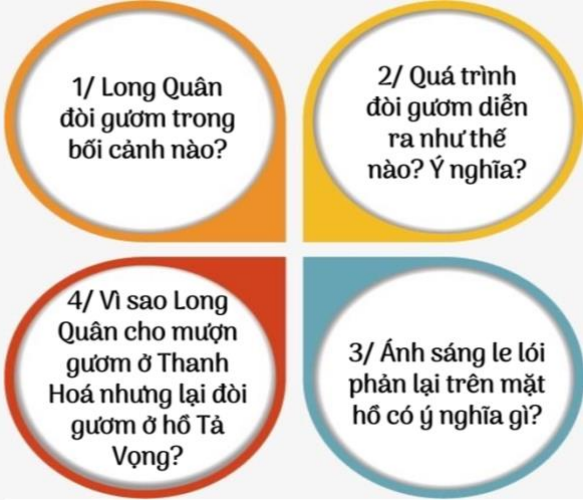 1/ Long Quân
đòi gươm trong
bối cảnh nào?
2/ Quá trình
đòi gươm diễn
ra như thế
nào? Ý nghĩa?
4/ Vì sao Long
Quân cho mượn
gươm ở Thanh
Hoá nhưng lại đòi
gươm ở hồ Tả
Vọng?
3/ Ánh sáng le lói
phản lại trên mặt
hồ có ý nghĩa gì?